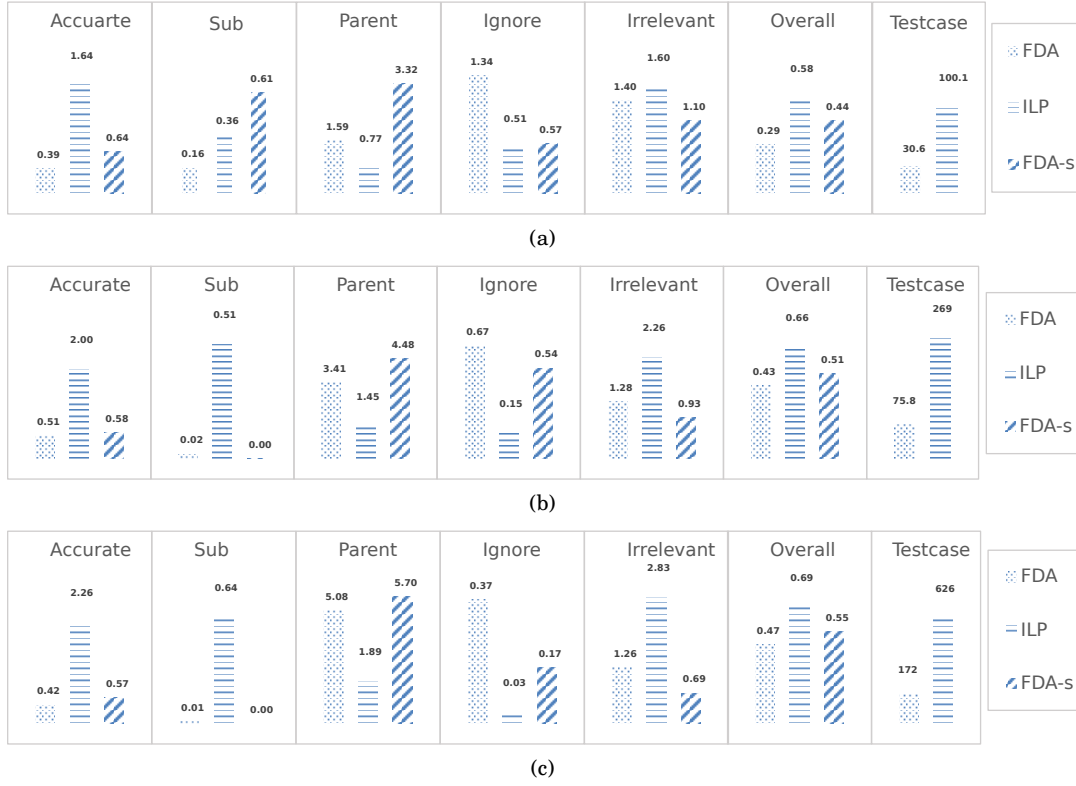 Accuarte Sub Parent Ignore Irrelevant Overall Testcase
0.39 1.64 0.64 0.16 0.36 0.61 1.59 0.77 3.32 1.34 0.51 0.57 1.40 1.60 1.10 0.29 0.58 0.44 30.6 100.1
FDA
ILP
FDA-s
(a)
Accurate Sub Parent Ignore Irrelevant Overall Testcase
0.51 2.00 0.58 0.02 0.51 0.00 3.41 1.45 4.48 0.67 0.15 0.54 1.28 2.26 0.93 0.43 0.66 0.51 75.8 269
FDA
ILP
FDA-s
(b)
Accurate Sub Parent Ignore Irrelevant Overall Testcase
0.42 2.26 0.57 0.01 0.64 0.00 5.08 1.89 5.70 0.37 0.03 0.17 1.26 2.83 0.69 0.47 0.69 0.55 172 626
FDA
ILP
FDA-s
(c)